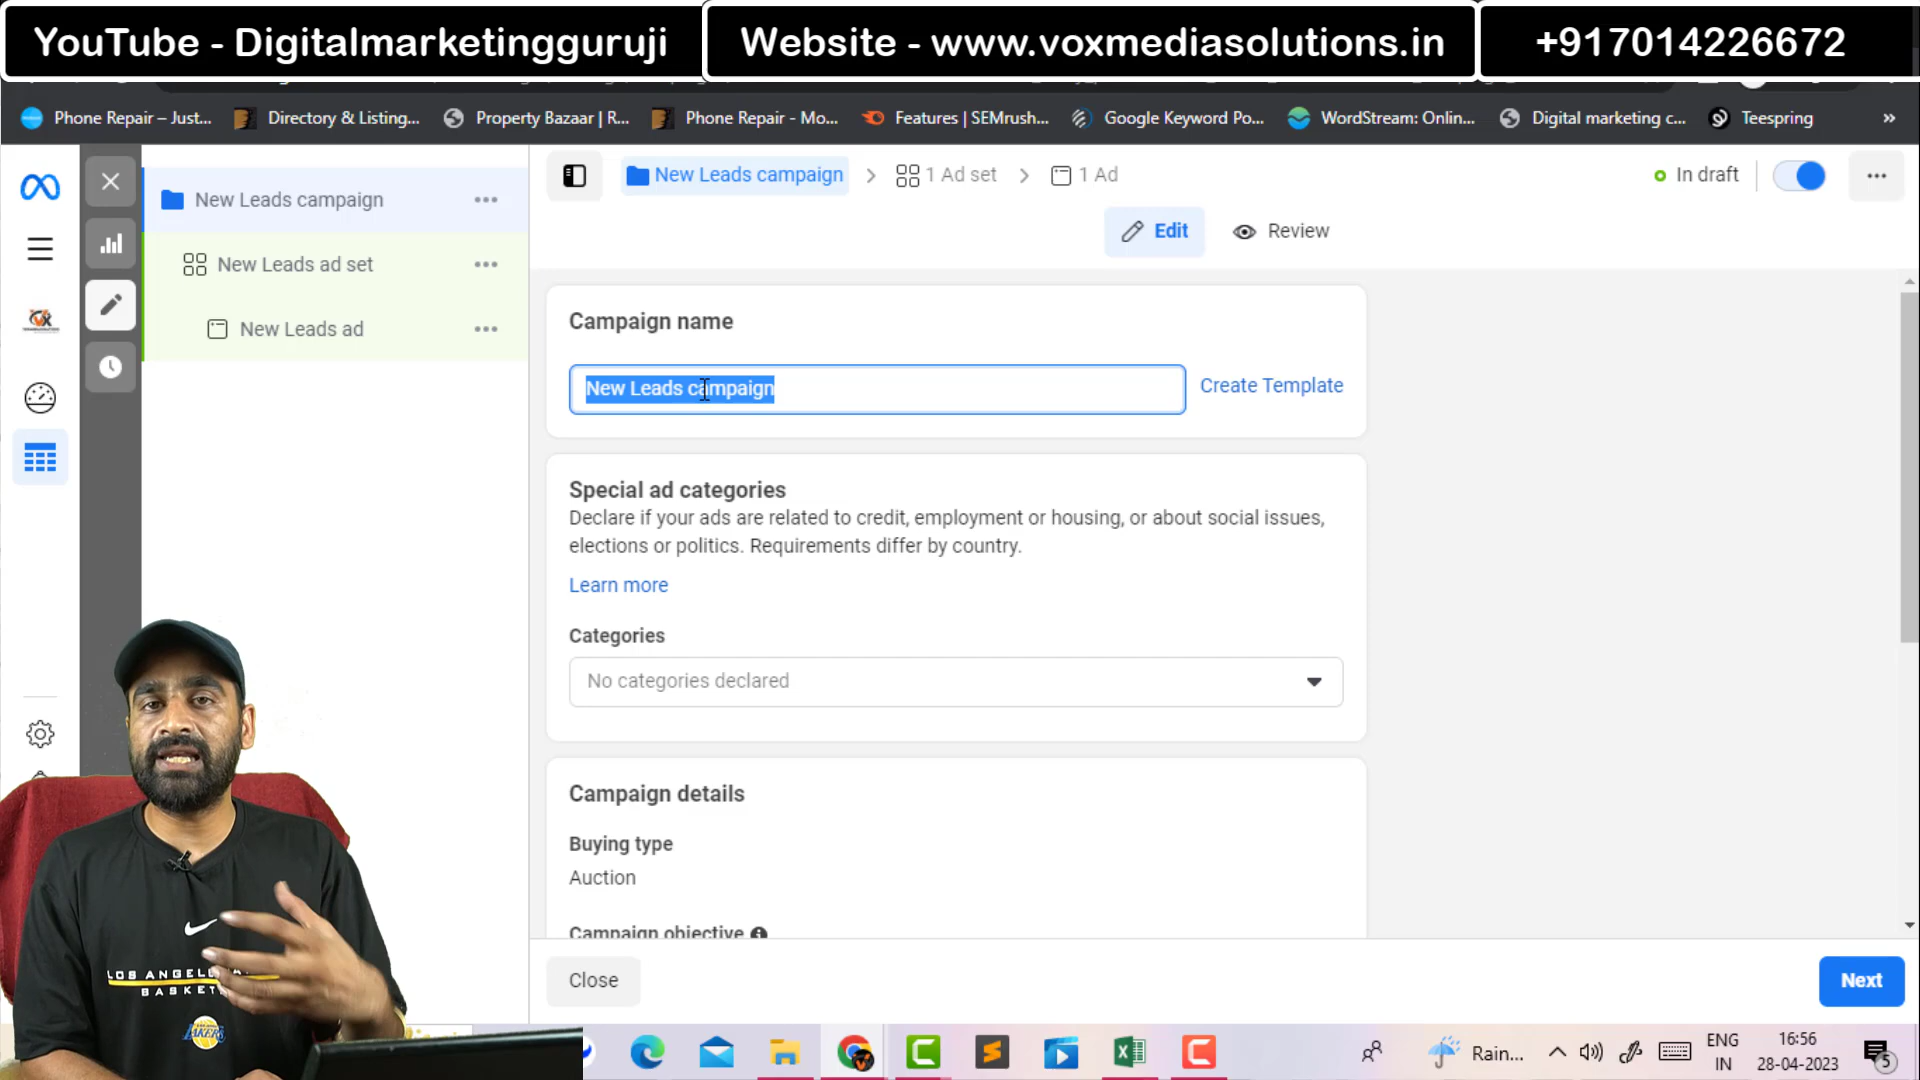 YouTube - Digitalmarketingguruji
Website - www.voxmediasolutions.in
+917014226672
Phone Repair – Just...
Directory & Listing...
Property Bazaar | R...
Phone Repair - Mo...
Features | SEMrush...
Google Keyword Po...
WordStream: Onlin...
Digital marketing c...
Teespring
»
New Leads campaign
New Leads ad set
New Leads ad
New Leads campaign
1 Ad set
1 Ad
In draft
Edit
Review
Campaign name
New Leads campaign
Create Template
Special ad categories
Declare if your ads are related to credit, employment or housing, or about social issues,
elections or politics. Requirements differ by country.
Learn more
Categories
No categories declared
Campaign details
Buying type
Auction
Campaign objective
Close
Next
LOS ANGEL
BASKET
LAKERS
Rain...
ENG
IN
16:56
28-04-2023
5